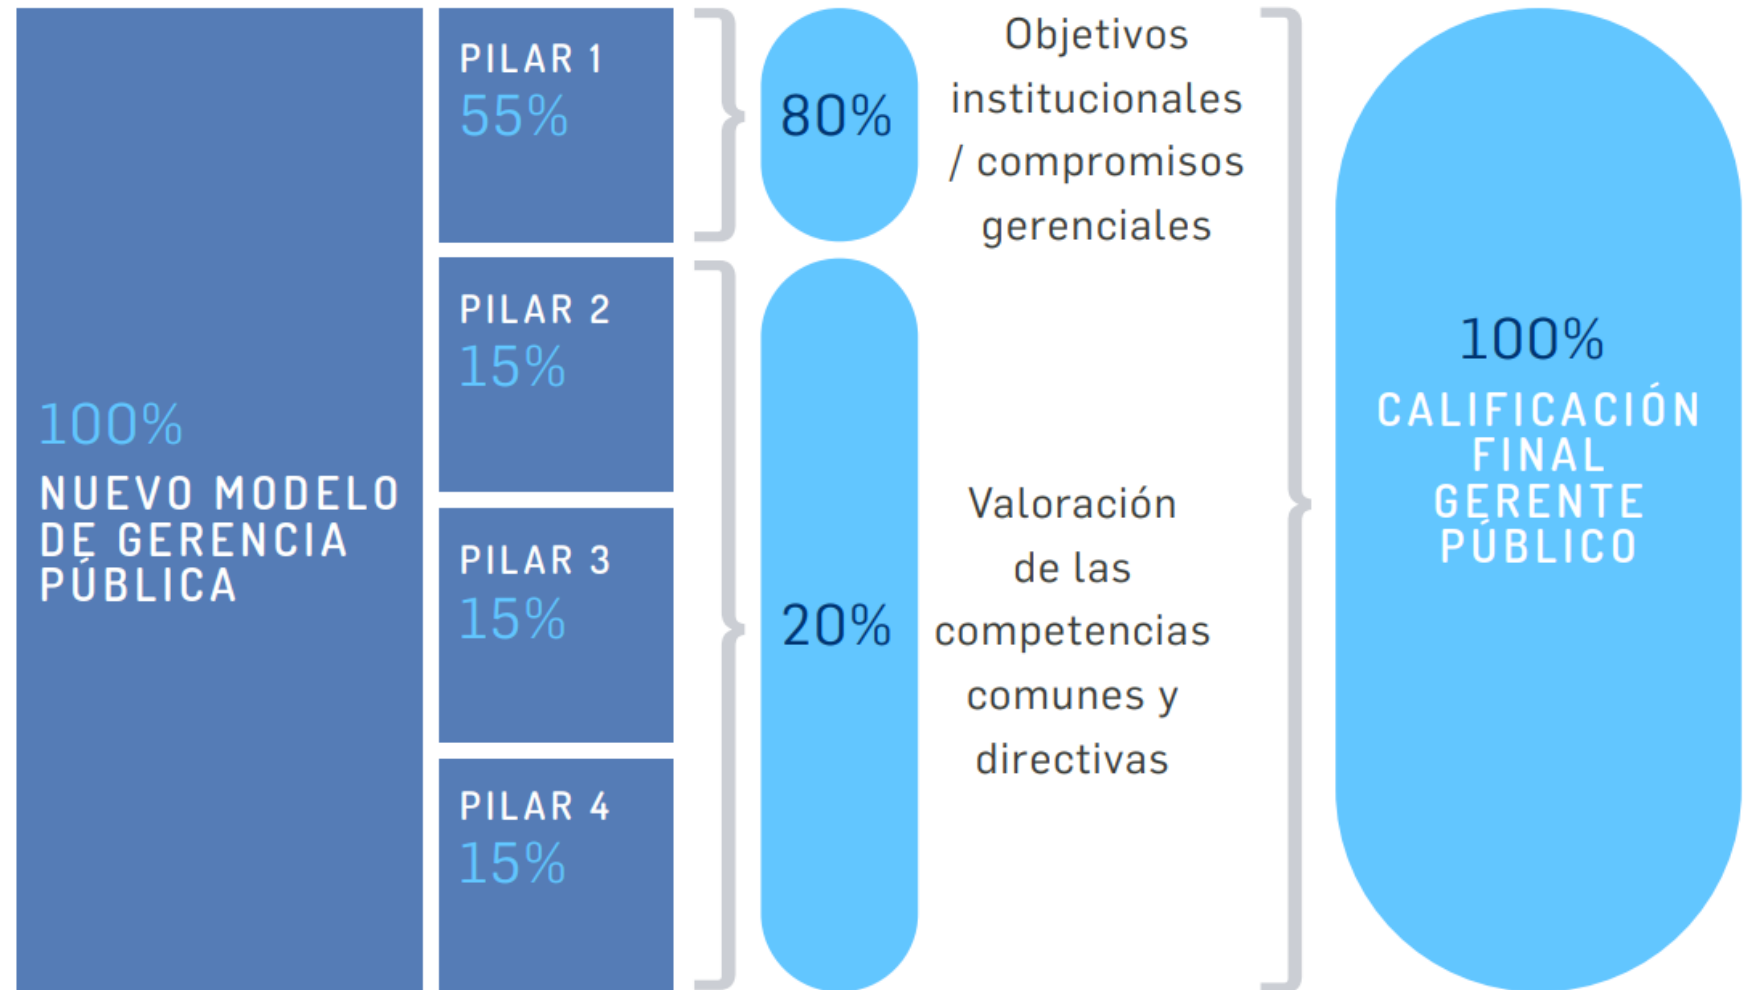 100%
NUEVO MODELO
DE GERENCIA
PÚBLICA
PILAR 1
55%
PILAR 2
15%
PILAR 3
15%
PILAR 4
15%
80%
Objetivos
institucionales
/ compromisos
gerenciales
20%
Valoración
de las
competencias
comunes y
directivas
100%
CALIFICACIÓN
FINAL
GERENTE
PÚBLICO